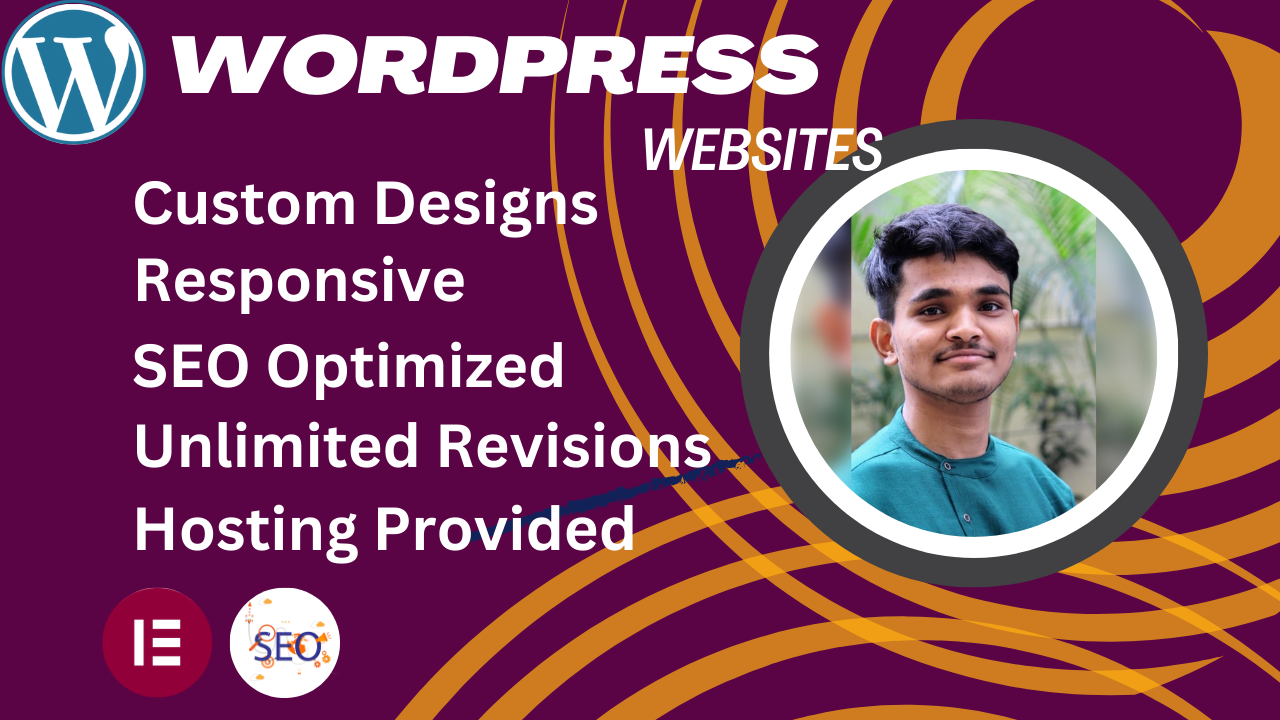 WORDPRESS
WEBSITES
Custom Designs
Responsive
SEO Optimized
Unlimited Revisions
Hosting Provided
SEO